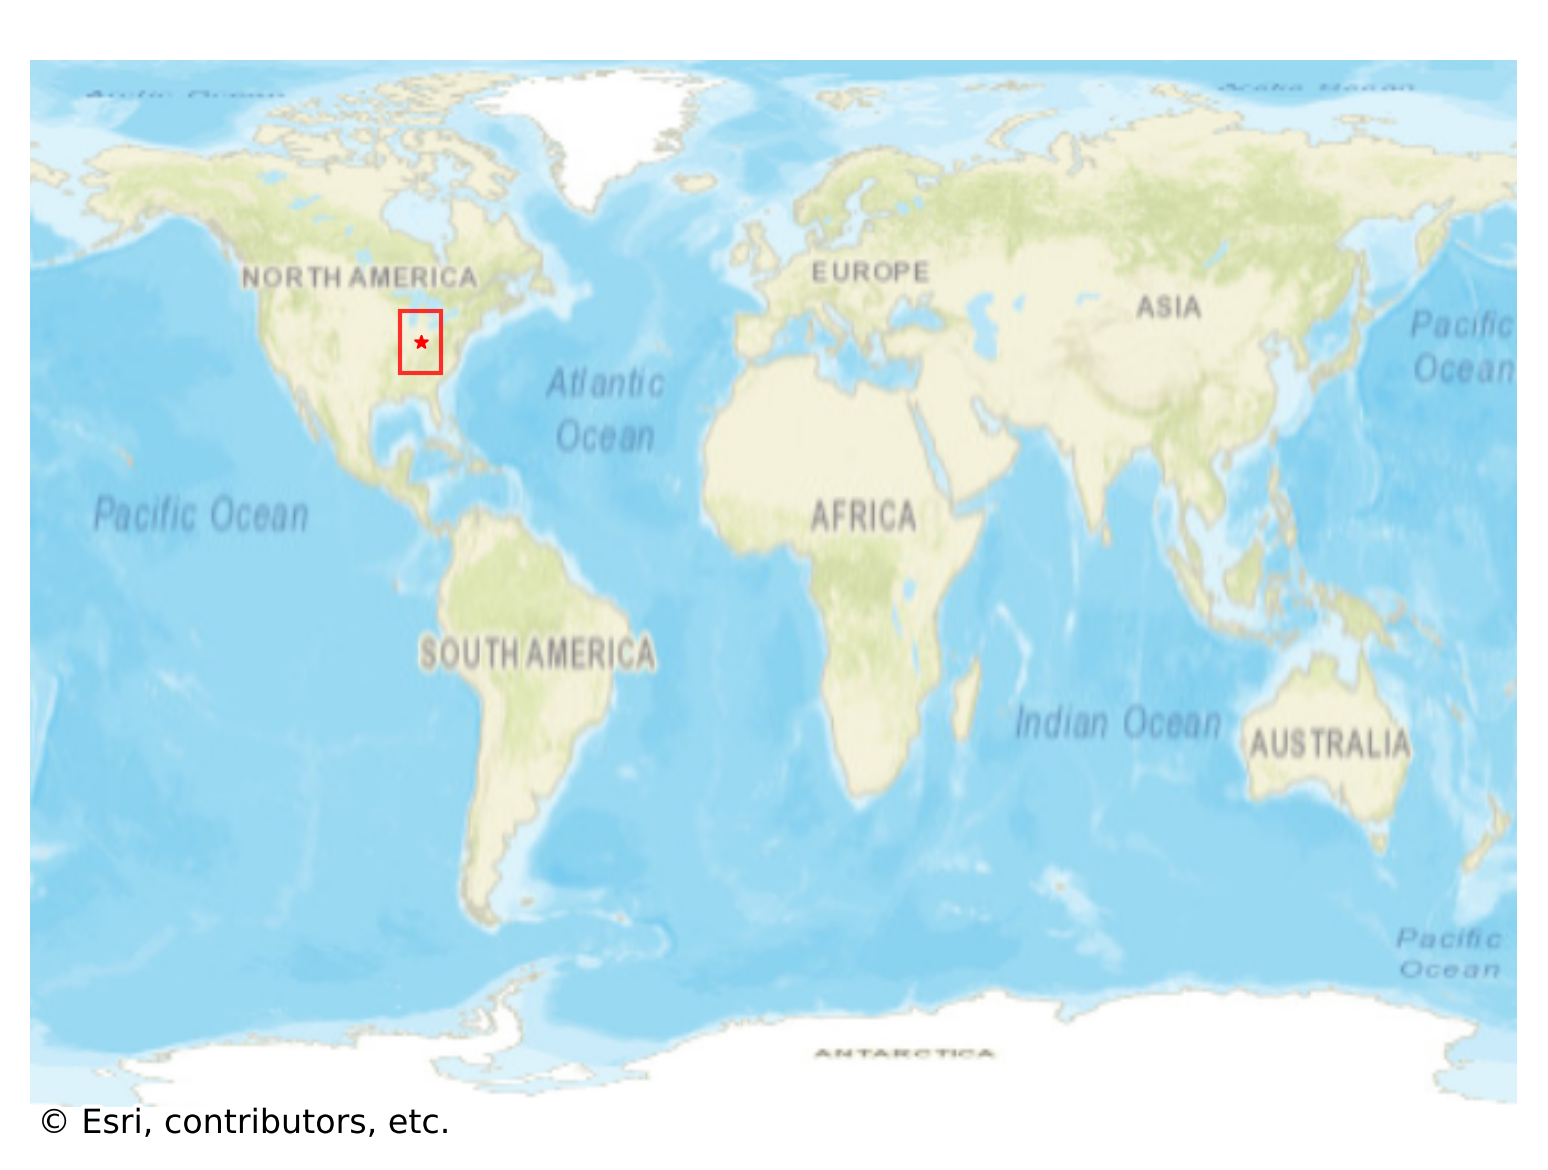 Arctic Ocean
Arctic Ocean
NORTH AMERICA
EUROPE
ASIA
Pacific
Ocean
Atlantic
Ocean
Pacific Ocean
AFRICA
SOUTH AMERICA
Indian Ocean
AUSTRALIA
Pacific
Ocean
ANTARCTICA
© Esri, contributors, etc.